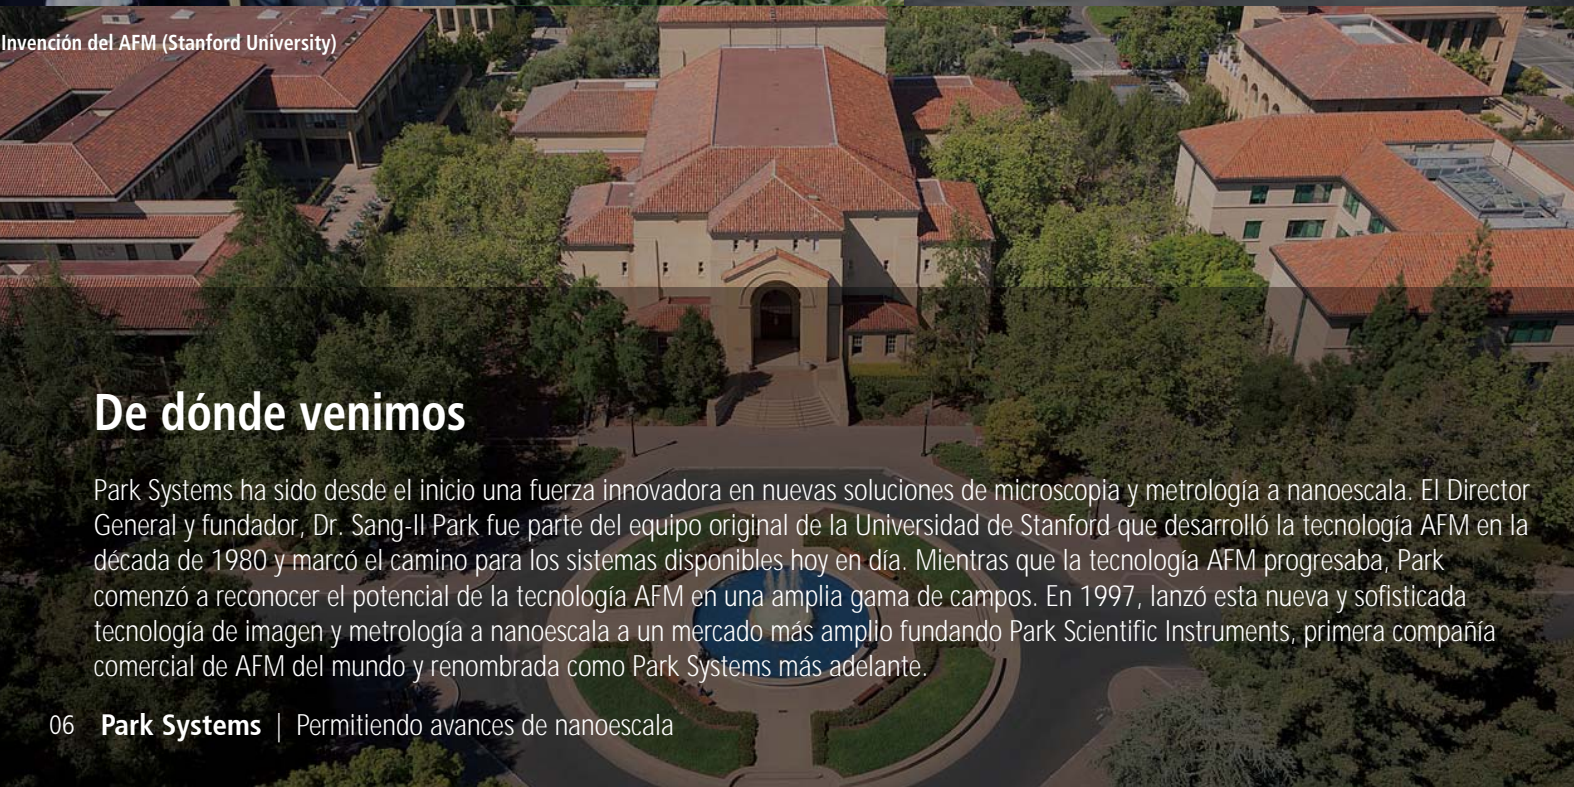 Invención del AFM (Stanford University)
De dónde venimos
Park Systems ha sido desde el inicio una fuerza innovadora en nuevas soluciones de microscopia y metrología a nanoescala. El Director
General y fundador, Dr. Sang-Il Park fue parte del equipo original de la Universidad de Stanford que desarrolló la tecnología AFM en la
década de 1980 y marcó el camino para los sistemas disponibles hoy en día. Mientras que la tecnología AFM progresaba, Park
comenzó a reconocer el potencial de la tecnología AFM en una amplia gama de campos. En 1997, lanzó esta nueva y sofisticada
tecnología de imagen y metrología a nanoescala a un mercado más amplio fundando Park Scientific Instruments, primera compañía
comercial de AFM del mundo y renombrada como Park Systems más adelante.
06 Park Systems | Permitiendo avances de nanoescala